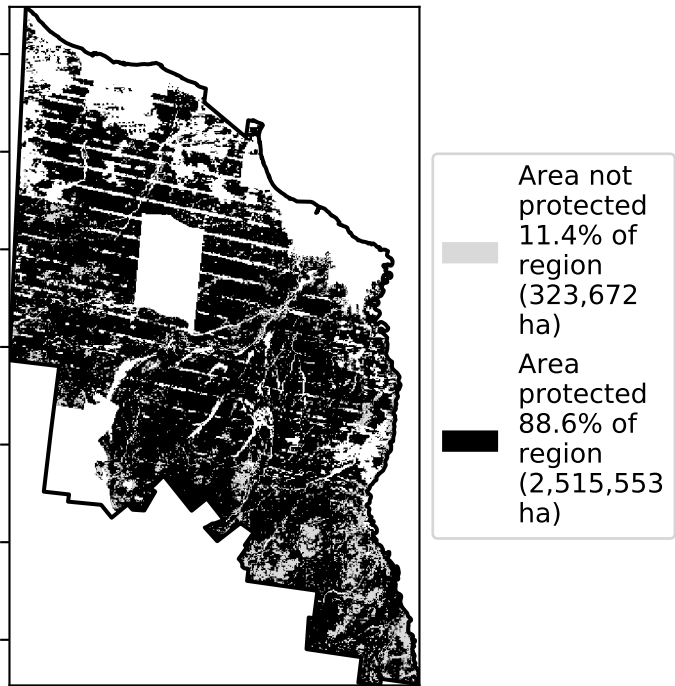 Area not
protected
11.4% of
region
(323,672
ha)
Area
protected
88.6% of
region
(2,515,553
ha)